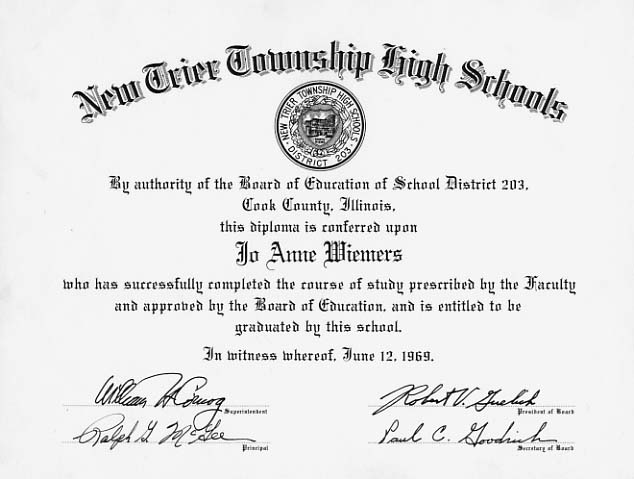 New Trier Township High Schools
NEW TRIER TOWNSHIP HIGH SCHOOLS
DISTRICT 203
By authority of the Board of Education of School District 203,
Cook County, Illinois,
this diploma is conferred upon
Jo Anne Wiemers
who has successfully completed the course of study prescribed by the Faculty
and approved by the Board of Education, and is entitled to be
graduated by this school.
In witness whereof, June 12, 1969.
William H Cornog
Superintendent
Robert V.
President of Board
Ralph G. McGee
Principal
Paul C. Goodrich
Secretary of Board